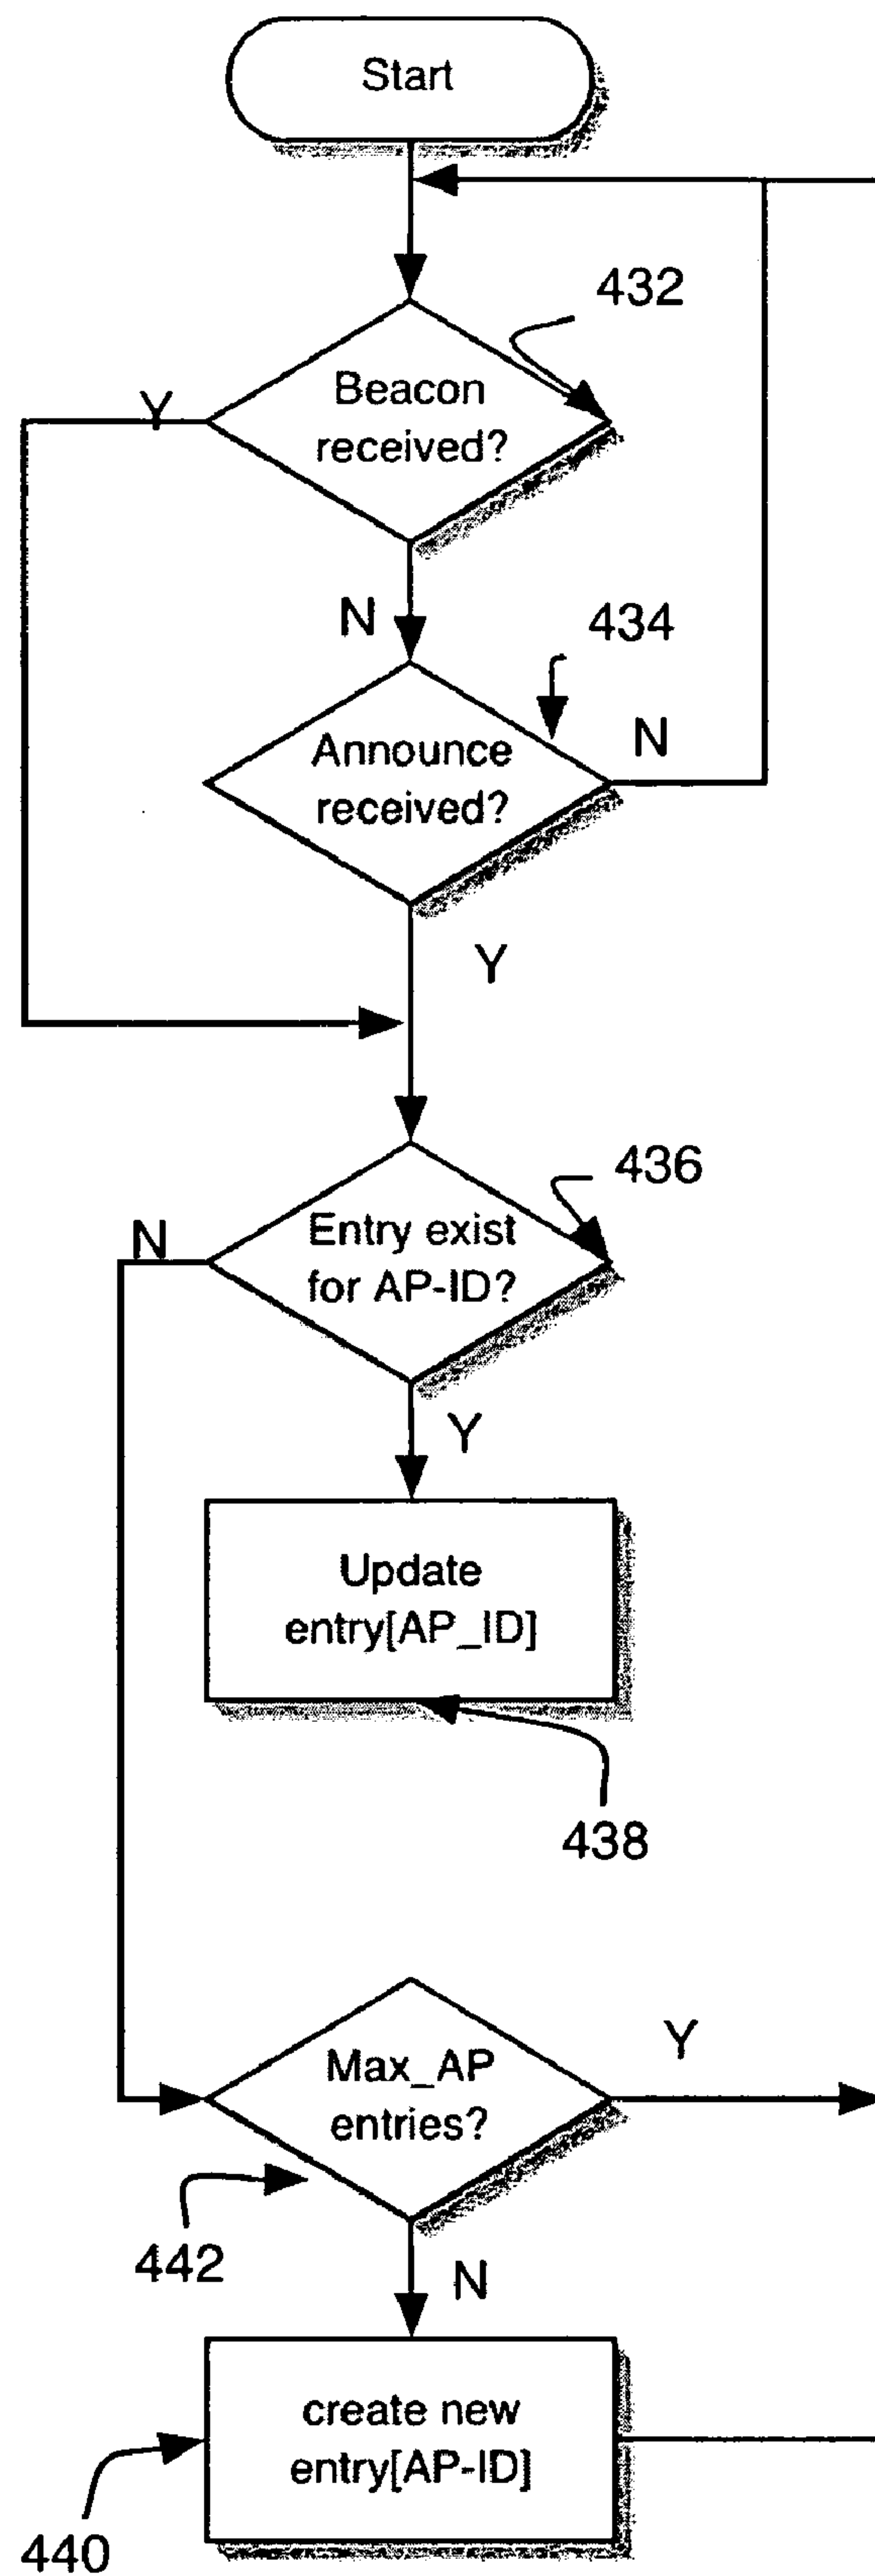 Start
432
Y
Beacon
received?
N
434
Announce
received?
N
Y
436
N
Entry exist
for AP-ID?
Y
Update
entry[AP_ID]
438
Max_AP
entries?
Y
442
N
create new
entry[AP-ID]
440